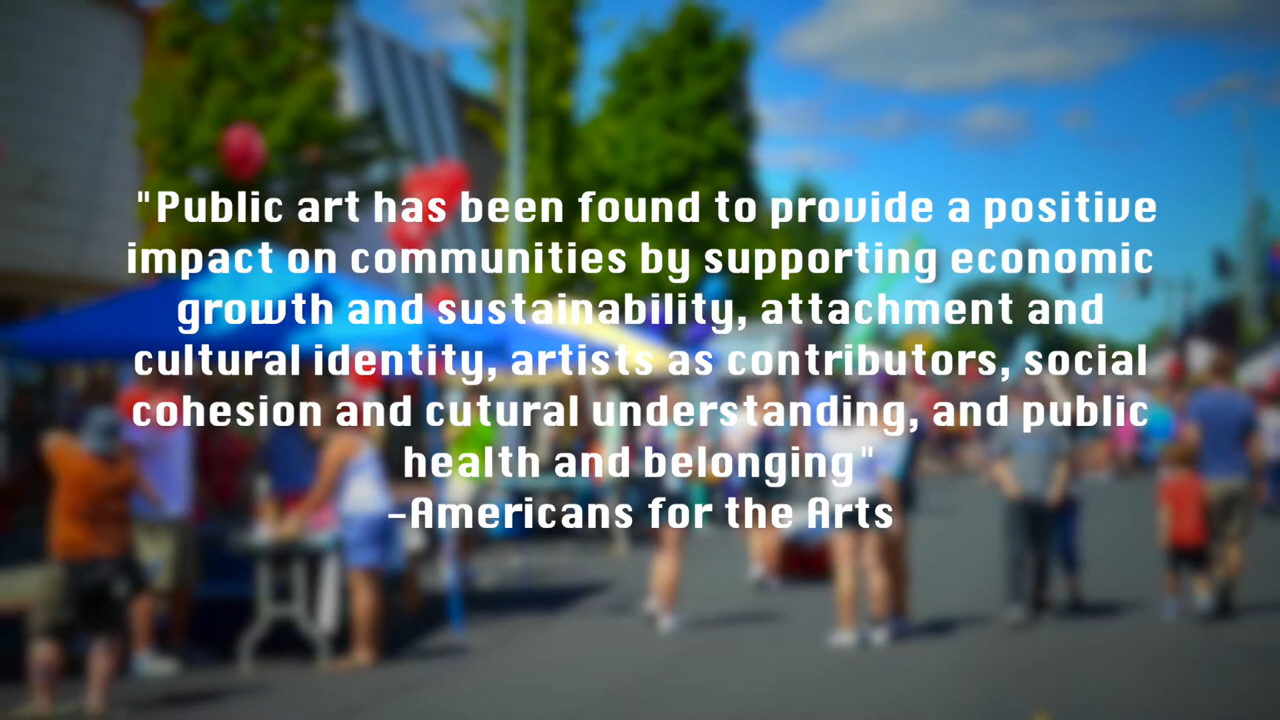 "Public art has been found to provide a positive
impact on communities by supporting economic
growth and sustainability, attachment and
cultural identity, artists as contributors, social
cohesion and cutural understanding, and public
health and belonging"
-Americans for the Arts